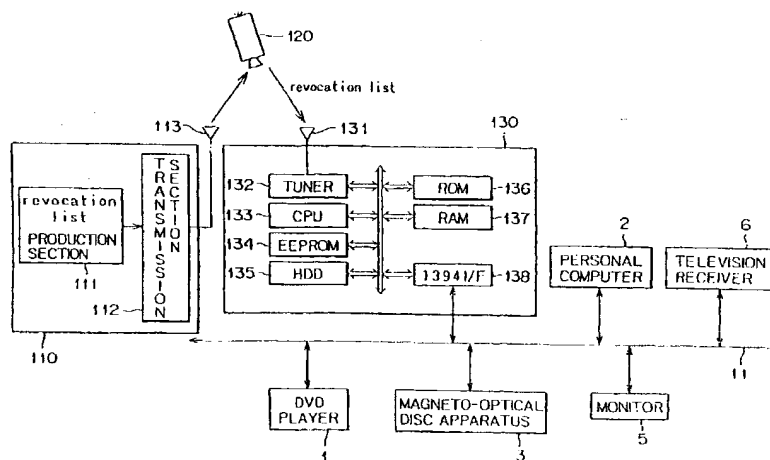 120
revocation list
113
131
130
TRANSMISSION
SECTION
revocation
list
PRODUCTION
SECTION
111
112
110
132
TUNER
133
CPU
134
EEPROM
135
HDD
ROM
136
RAM
137
1394I/F
138
2
PERSONAL
COMPUTER
6
TELEVISION
RECEIVER
11
DVD
PLAYER
1
MAGNETO-OPTICAL
DISC APPARATUS
3
MONITOR
5